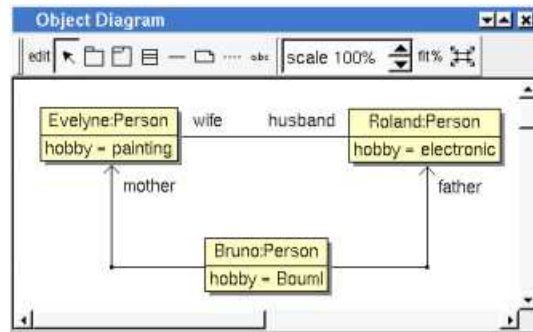 Object Diagram
edit abc scale 100% fit%
Evelyne:Person wife husband Roland:Person
hobby = painting hobby = electronic
mother father
Bruno:Person
hobby = Bouml